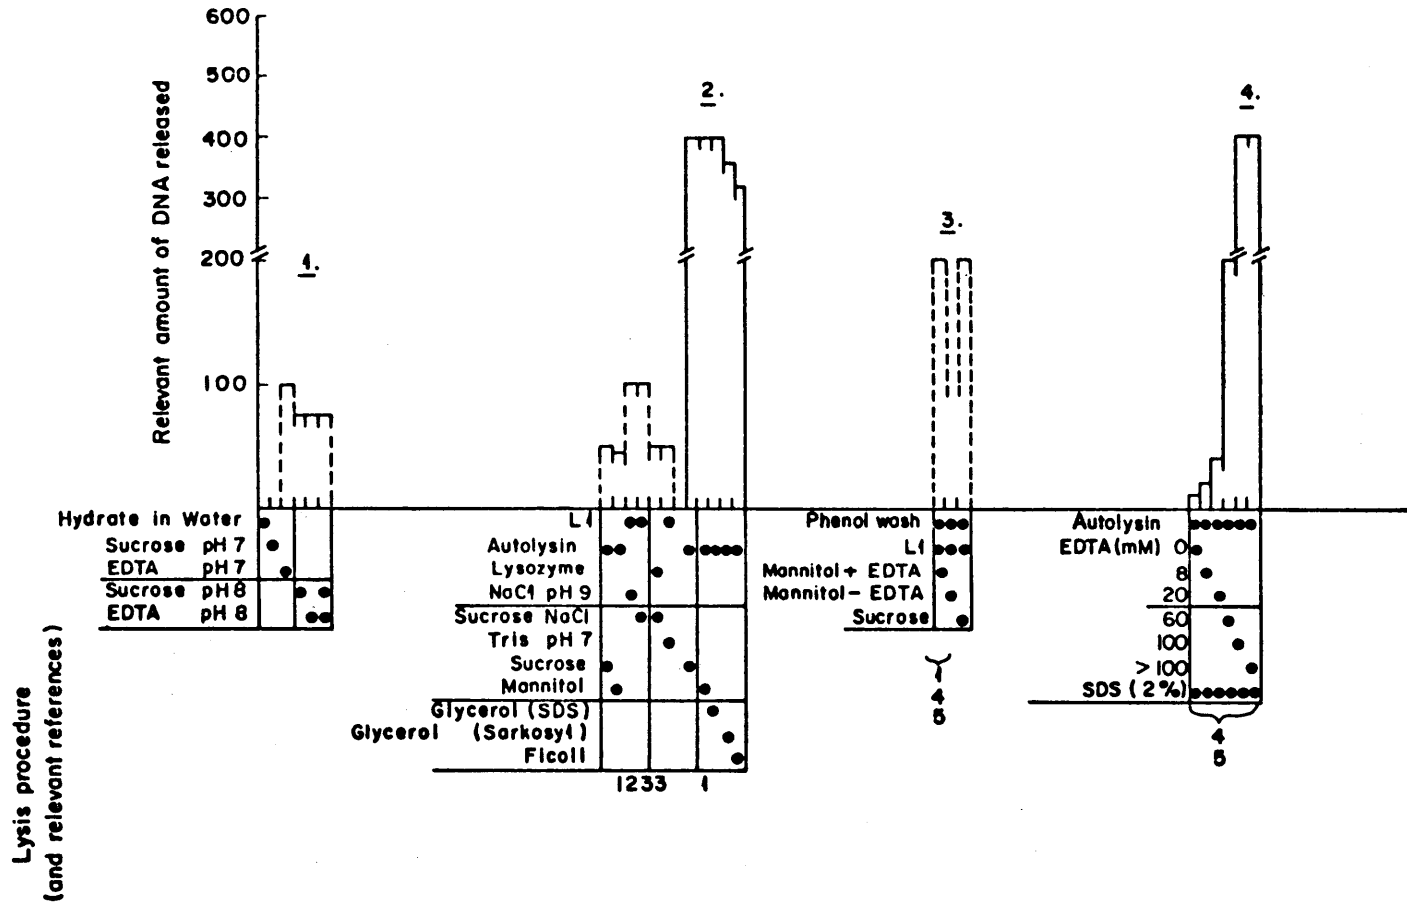 600
500
400
300
200
100
Relevant amount of DNA released
1.
2.
3.
4.
Hydrate in Water
Sucrose pH 7
EDTA pH 7
Sucrose pH 8
EDTA pH 8
L1
Autolysin
Lysozyme
NaCl pH 9
Sucrose NaCl
Tris pH 7
Sucrose
Mannitol
Glycerol (SDS)
Glycerol (Sarkosyl)
Ficoll
1233 1
Phenol wash
L1
Mannitol + EDTA
Mannitol - EDTA
Sucrose
1
4
5
Autolysin
EDTA (mM) 0
8
20
60
100
>100
SDS (2%)
4
5
Lysis procedure
(and relevant references)